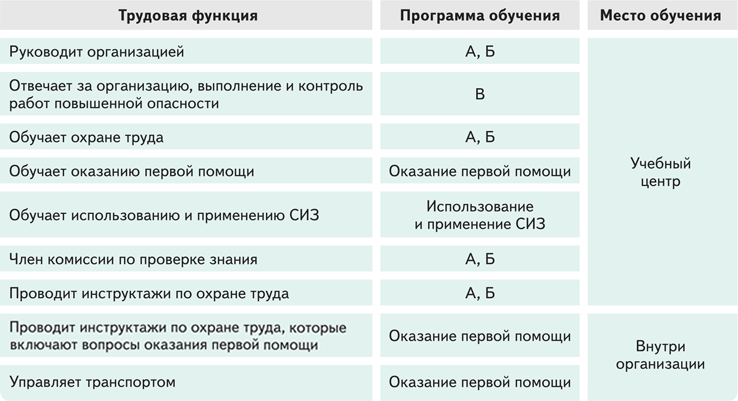 Трудовая функция
Программа обучения
Место обучения
Руководит организацией
А, Б
Отвечает за организацию, выполнение и контроль
работ повышенной опасности
В
Обучает охране труда
А, Б
Обучает оказанию первой помощи
Оказание первой помощи
Обучает использованию и применению СИЗ
Использование
и применение СИЗ
Член комиссии по проверке знания
А, Б
Проводит инструктажи по охране труда
А, Б
Учебный
центр
Проводит инструктажи по охране труда, которые
включают вопросы оказания первой помощи
Оказание первой помощи
Управляет транспортом
Оказание первой помощи
Внутри
организации